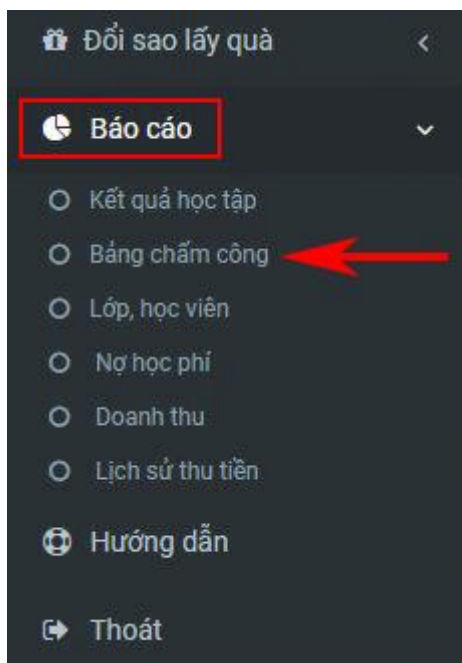 Đổi sao lấy quà
Báo cáo
Kết quả học tập
Bảng chấm công
Lớp, học viên
Nợ học phí
Doanh thu
Lịch sử thu tiền
Hướng dẫn
Thoát